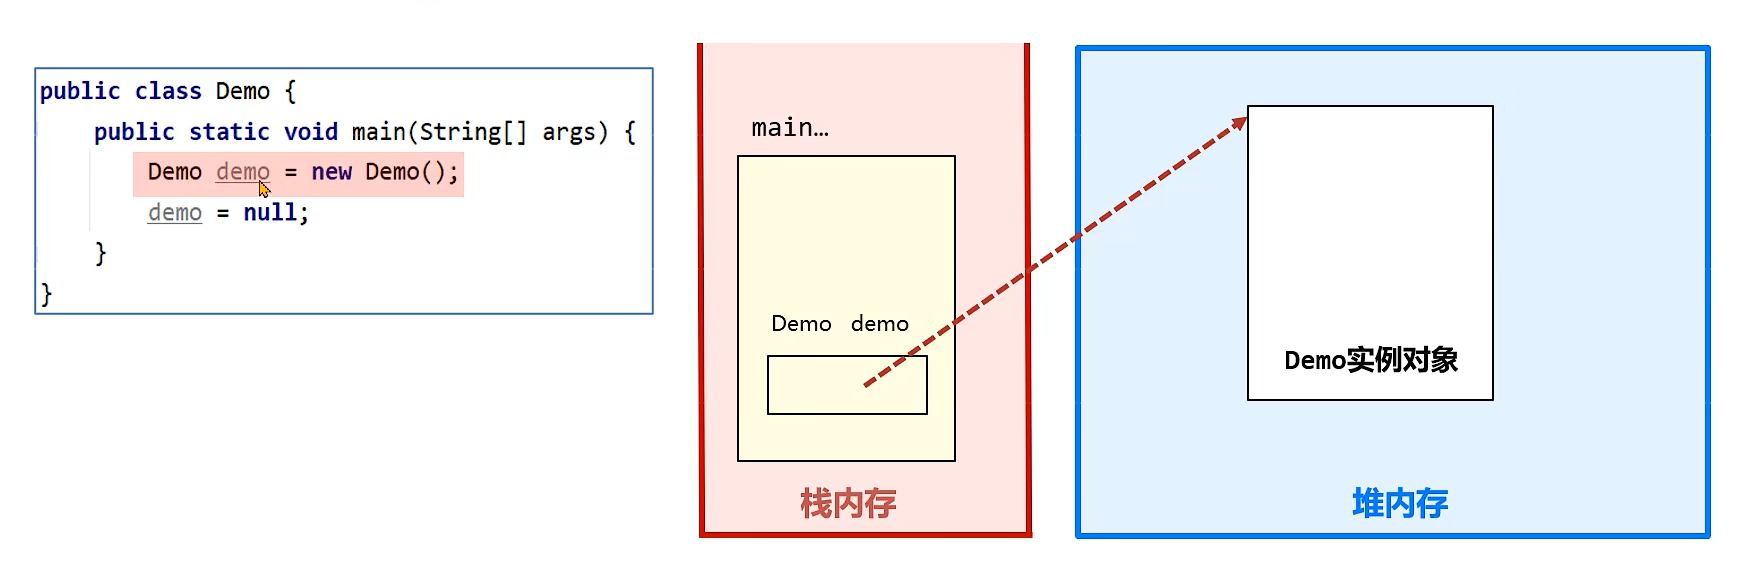 public class Demo {
public static void main(String[] args) {
Demo demo = new Demo();
demo = null;
}
}
main…
Demo demo
栈内存
Demo实例对象
堆内存